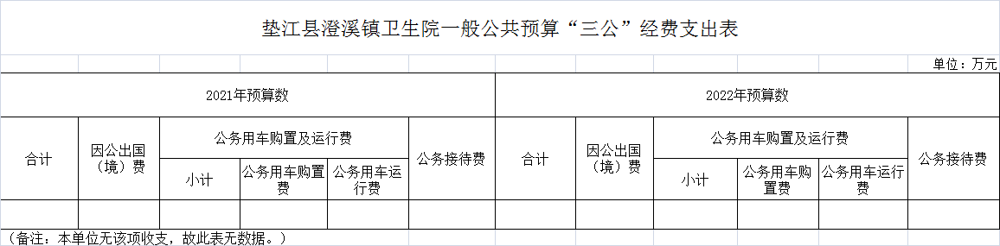 垫江县澄溪镇卫生院一般公共预算“三公”经费支出表
单位：万元
2021年预算数
2022年预算数
合计
因公出国
（境）费
公务用车购置及运行费
公务接待费
合计
因公出国
（境）费
公务用车购置及运行费
公务接待费
小计
公务用车购置
费
公务用车运
行费
小计
公务用车购
置费
公务用车运行
费
（备注：本单位无该项收支，故此表无数据。）